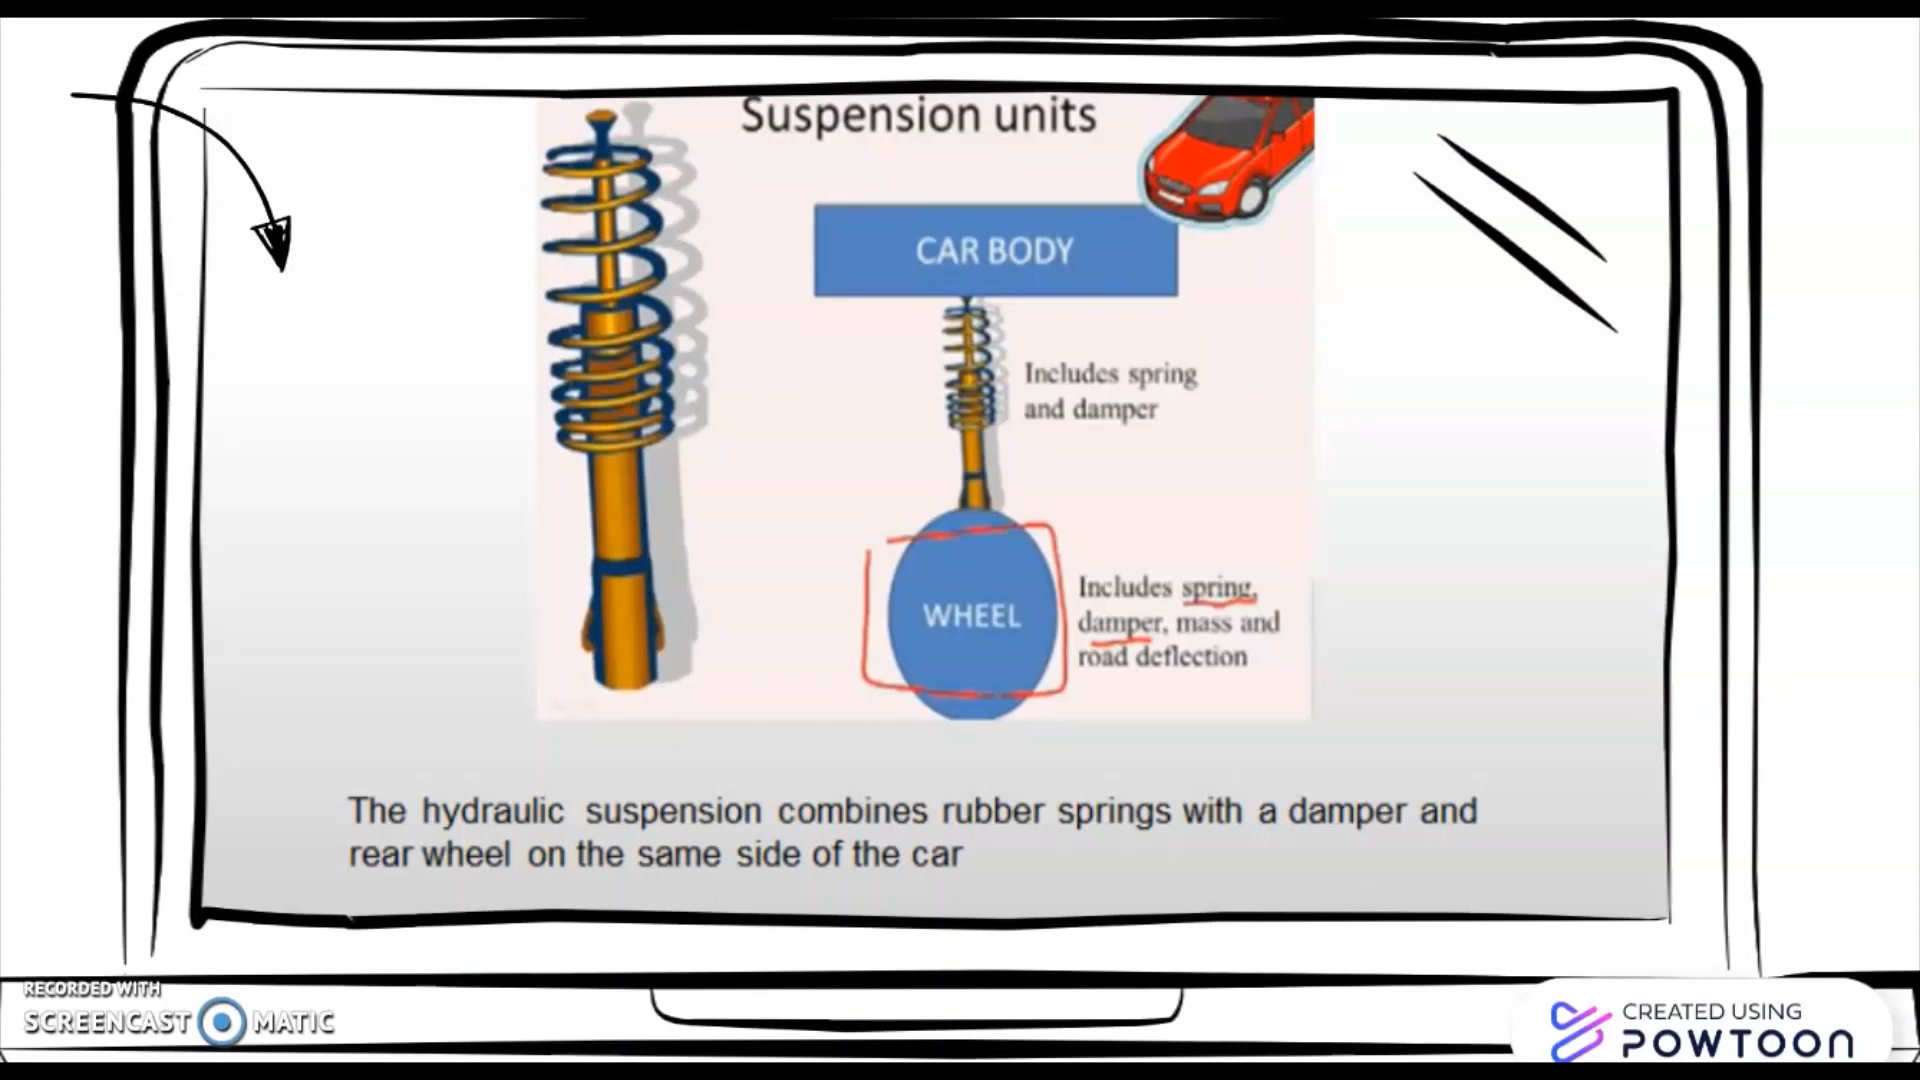 Suspension units
CAR BODY
Includes spring
and damper
WHEEL
Includes spring,
damper, mass and
road deflection
The hydraulic suspension combines rubber springs with a damper and
rear wheel on the same side of the car
RECORDED WITH
SCREENCAST MATIC
CREATED USING
POWTOON